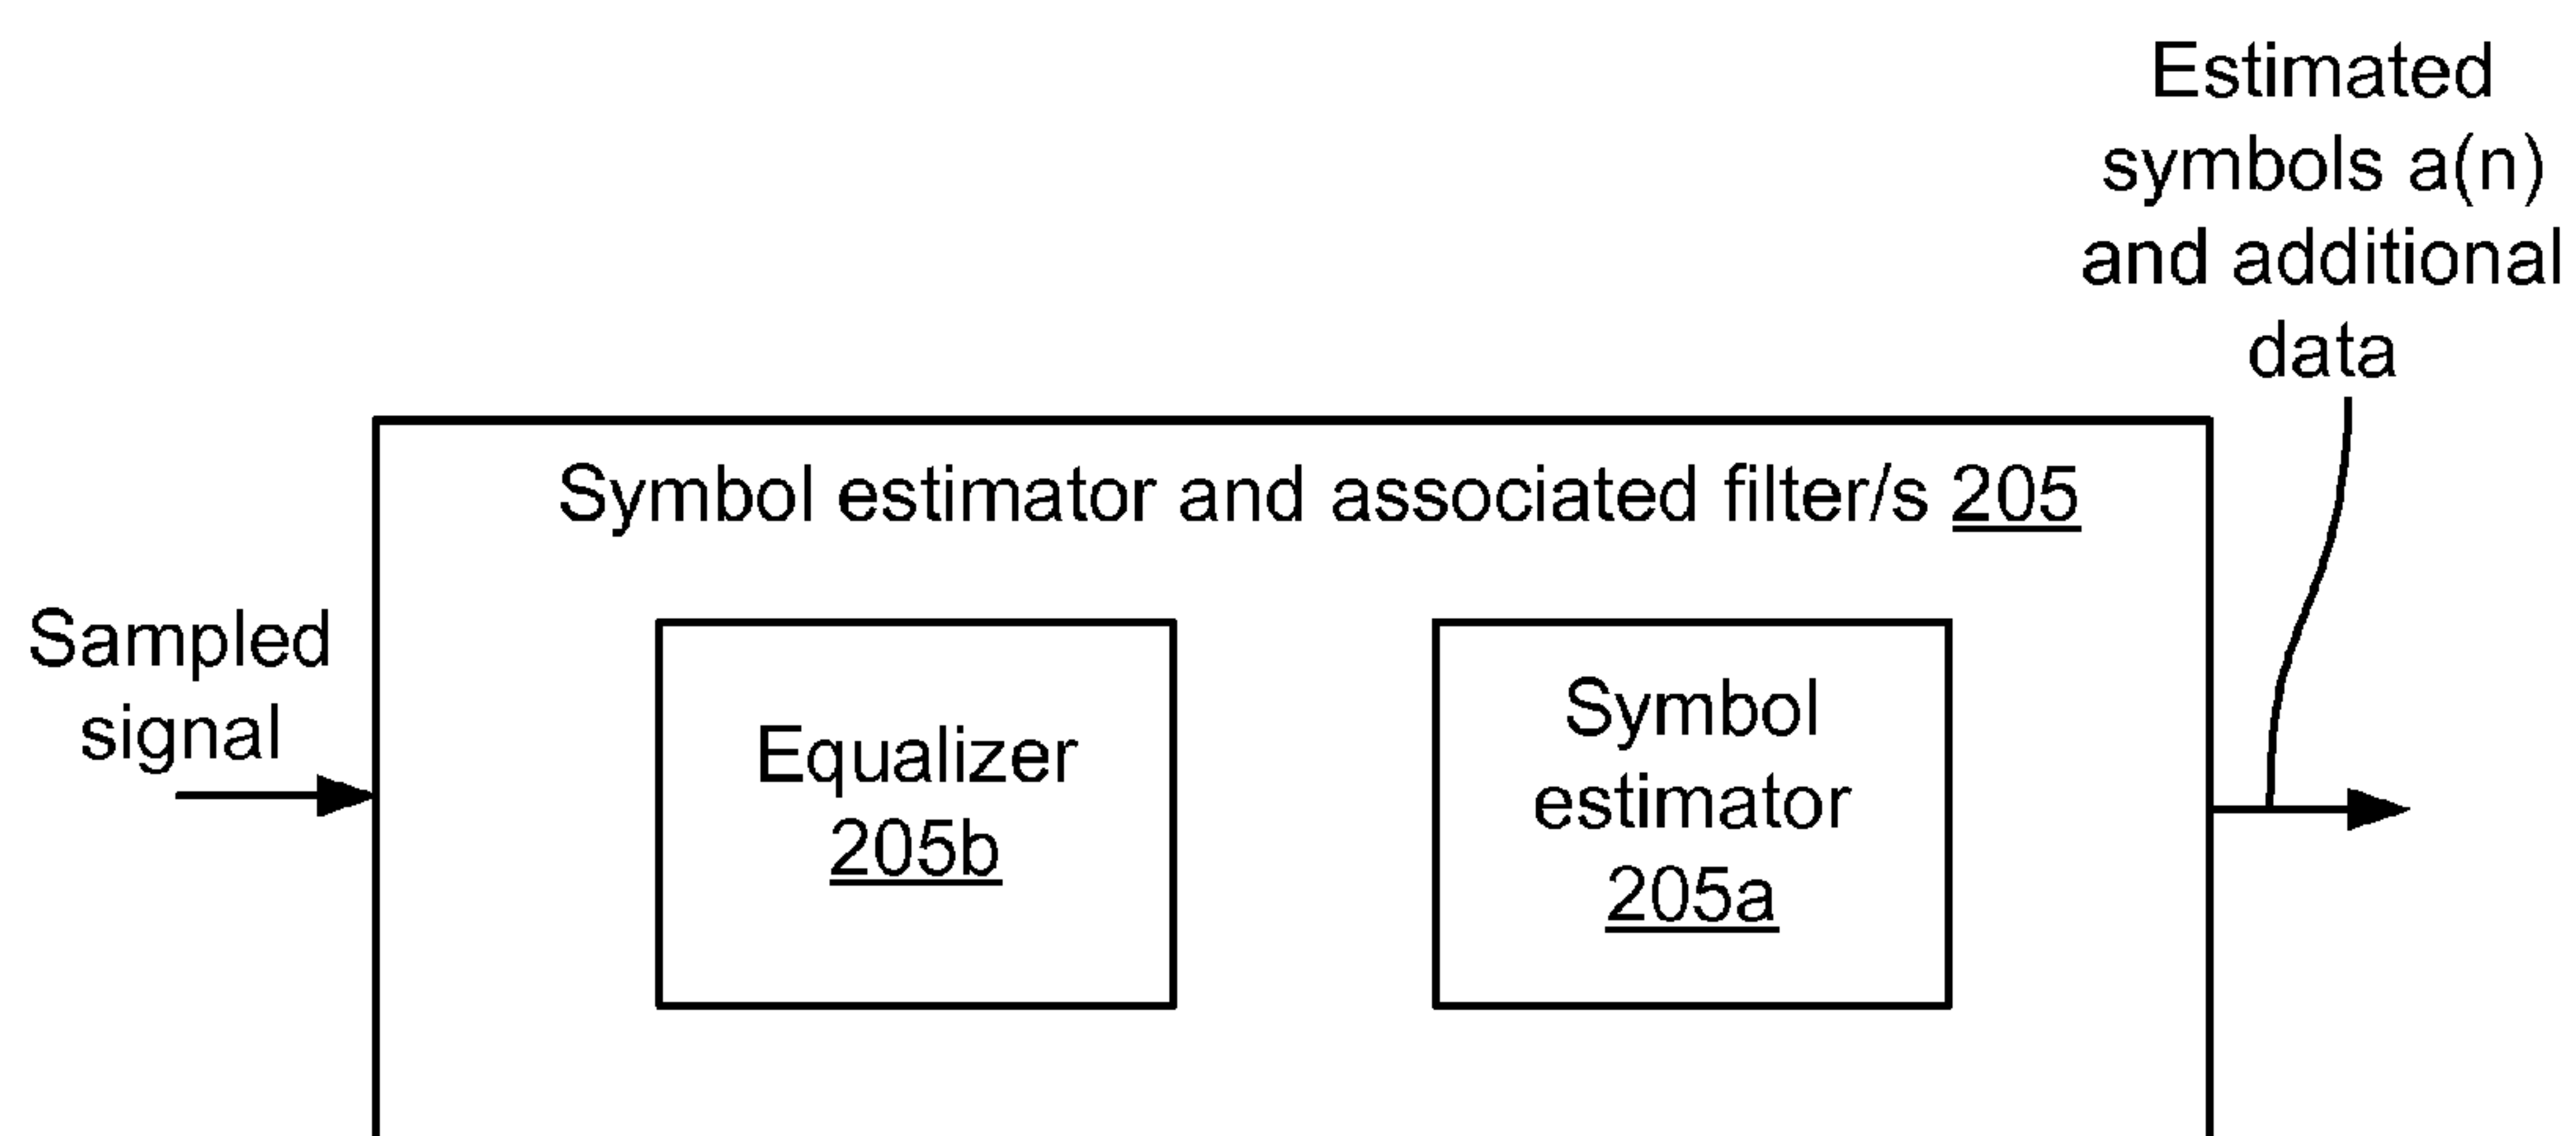 Estimated
symbols a(n)
and additional
data
Symbol estimator and associated filter/s 205
Sampled
signal
Equalizer
205b
Symbol
estimator
205a